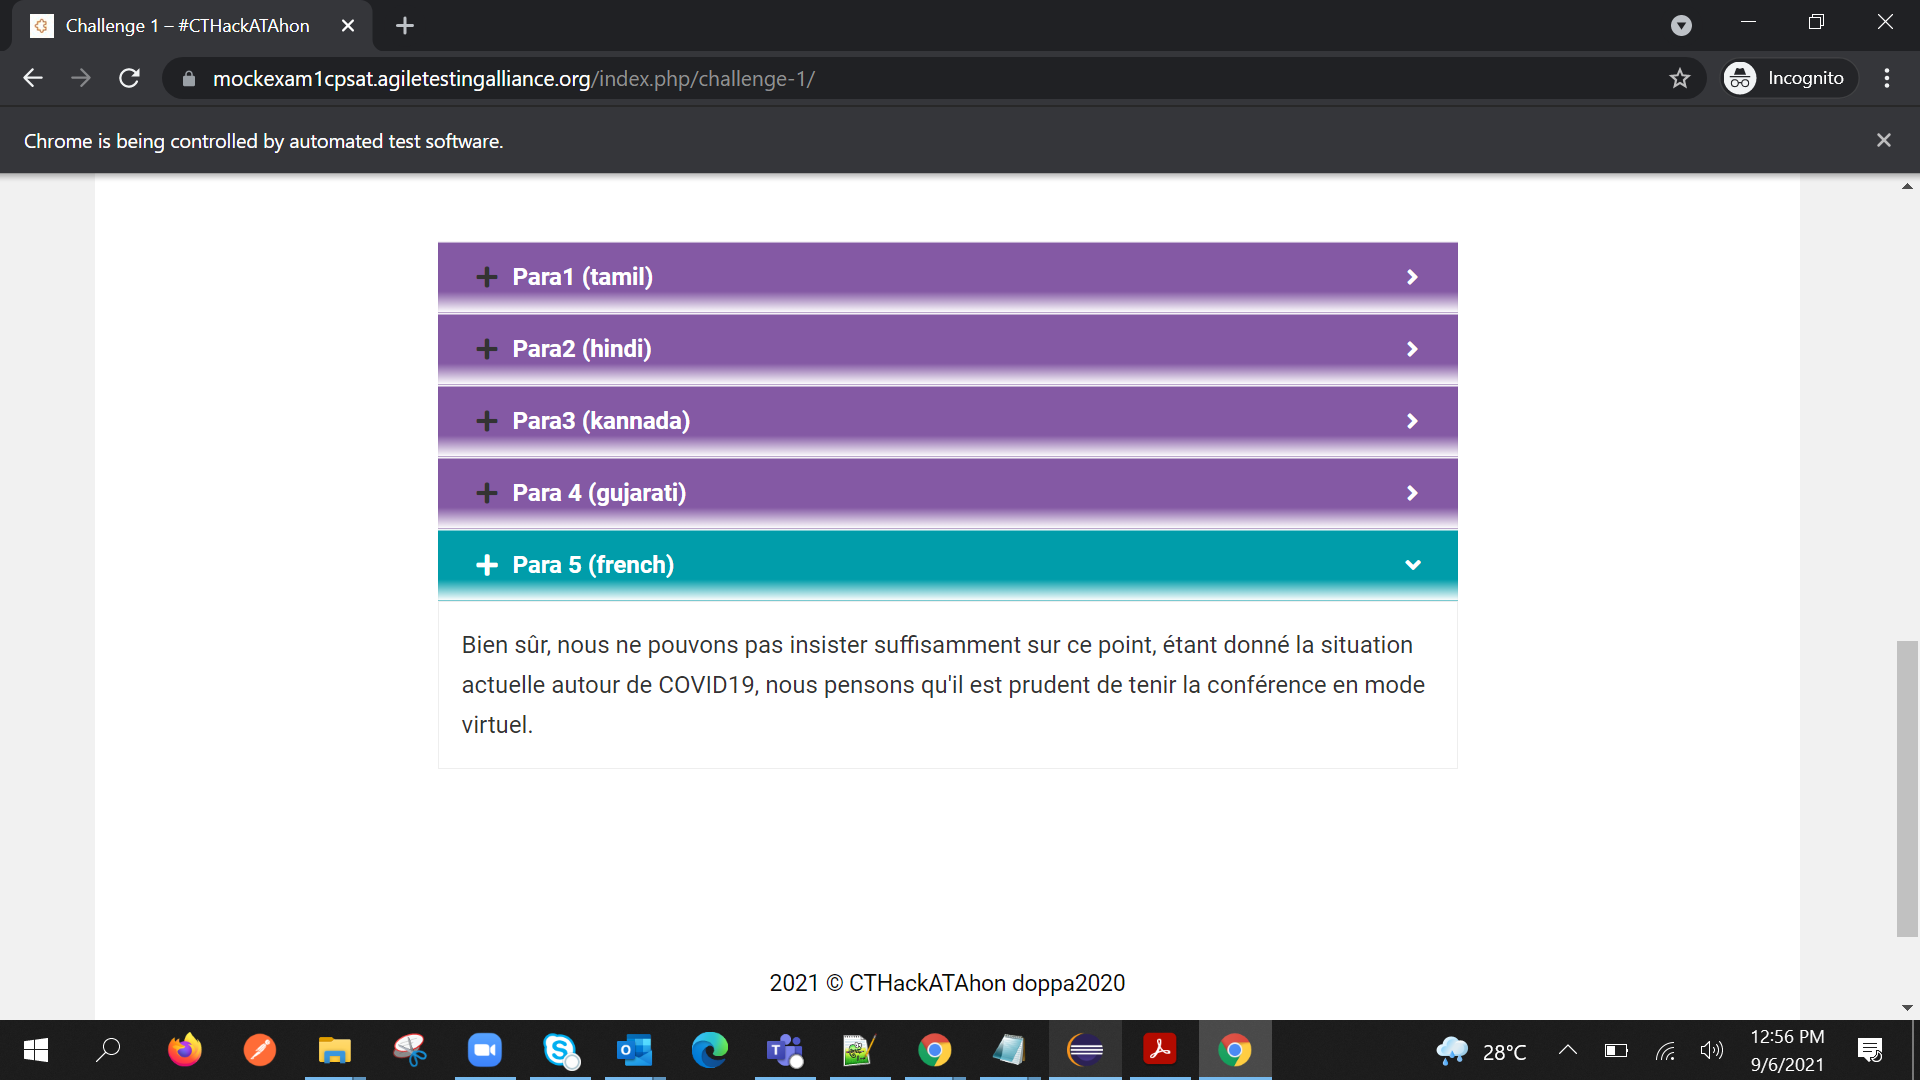 Challenge 1 – #CTHackATAhon
mockexam1cpsat.agiletestingalliance.org/index.php/challenge-1/
Incognito
Chrome is being controlled by automated test software.
Para1 (tamil)
Para2 (hindi)
Para3 (kannada)
Para 4 (gujarati)
Para 5 (french)
Bien sûr, nous ne pouvons pas insister suffisamment sur ce point, étant donné la situation
actuelle autour de COVID19, nous pensons qu'il est prudent de tenir la conférence en mode
virtuel.
2021 © CTHackATAhon doppa2020
28°C
12:56 PM
9/6/2021